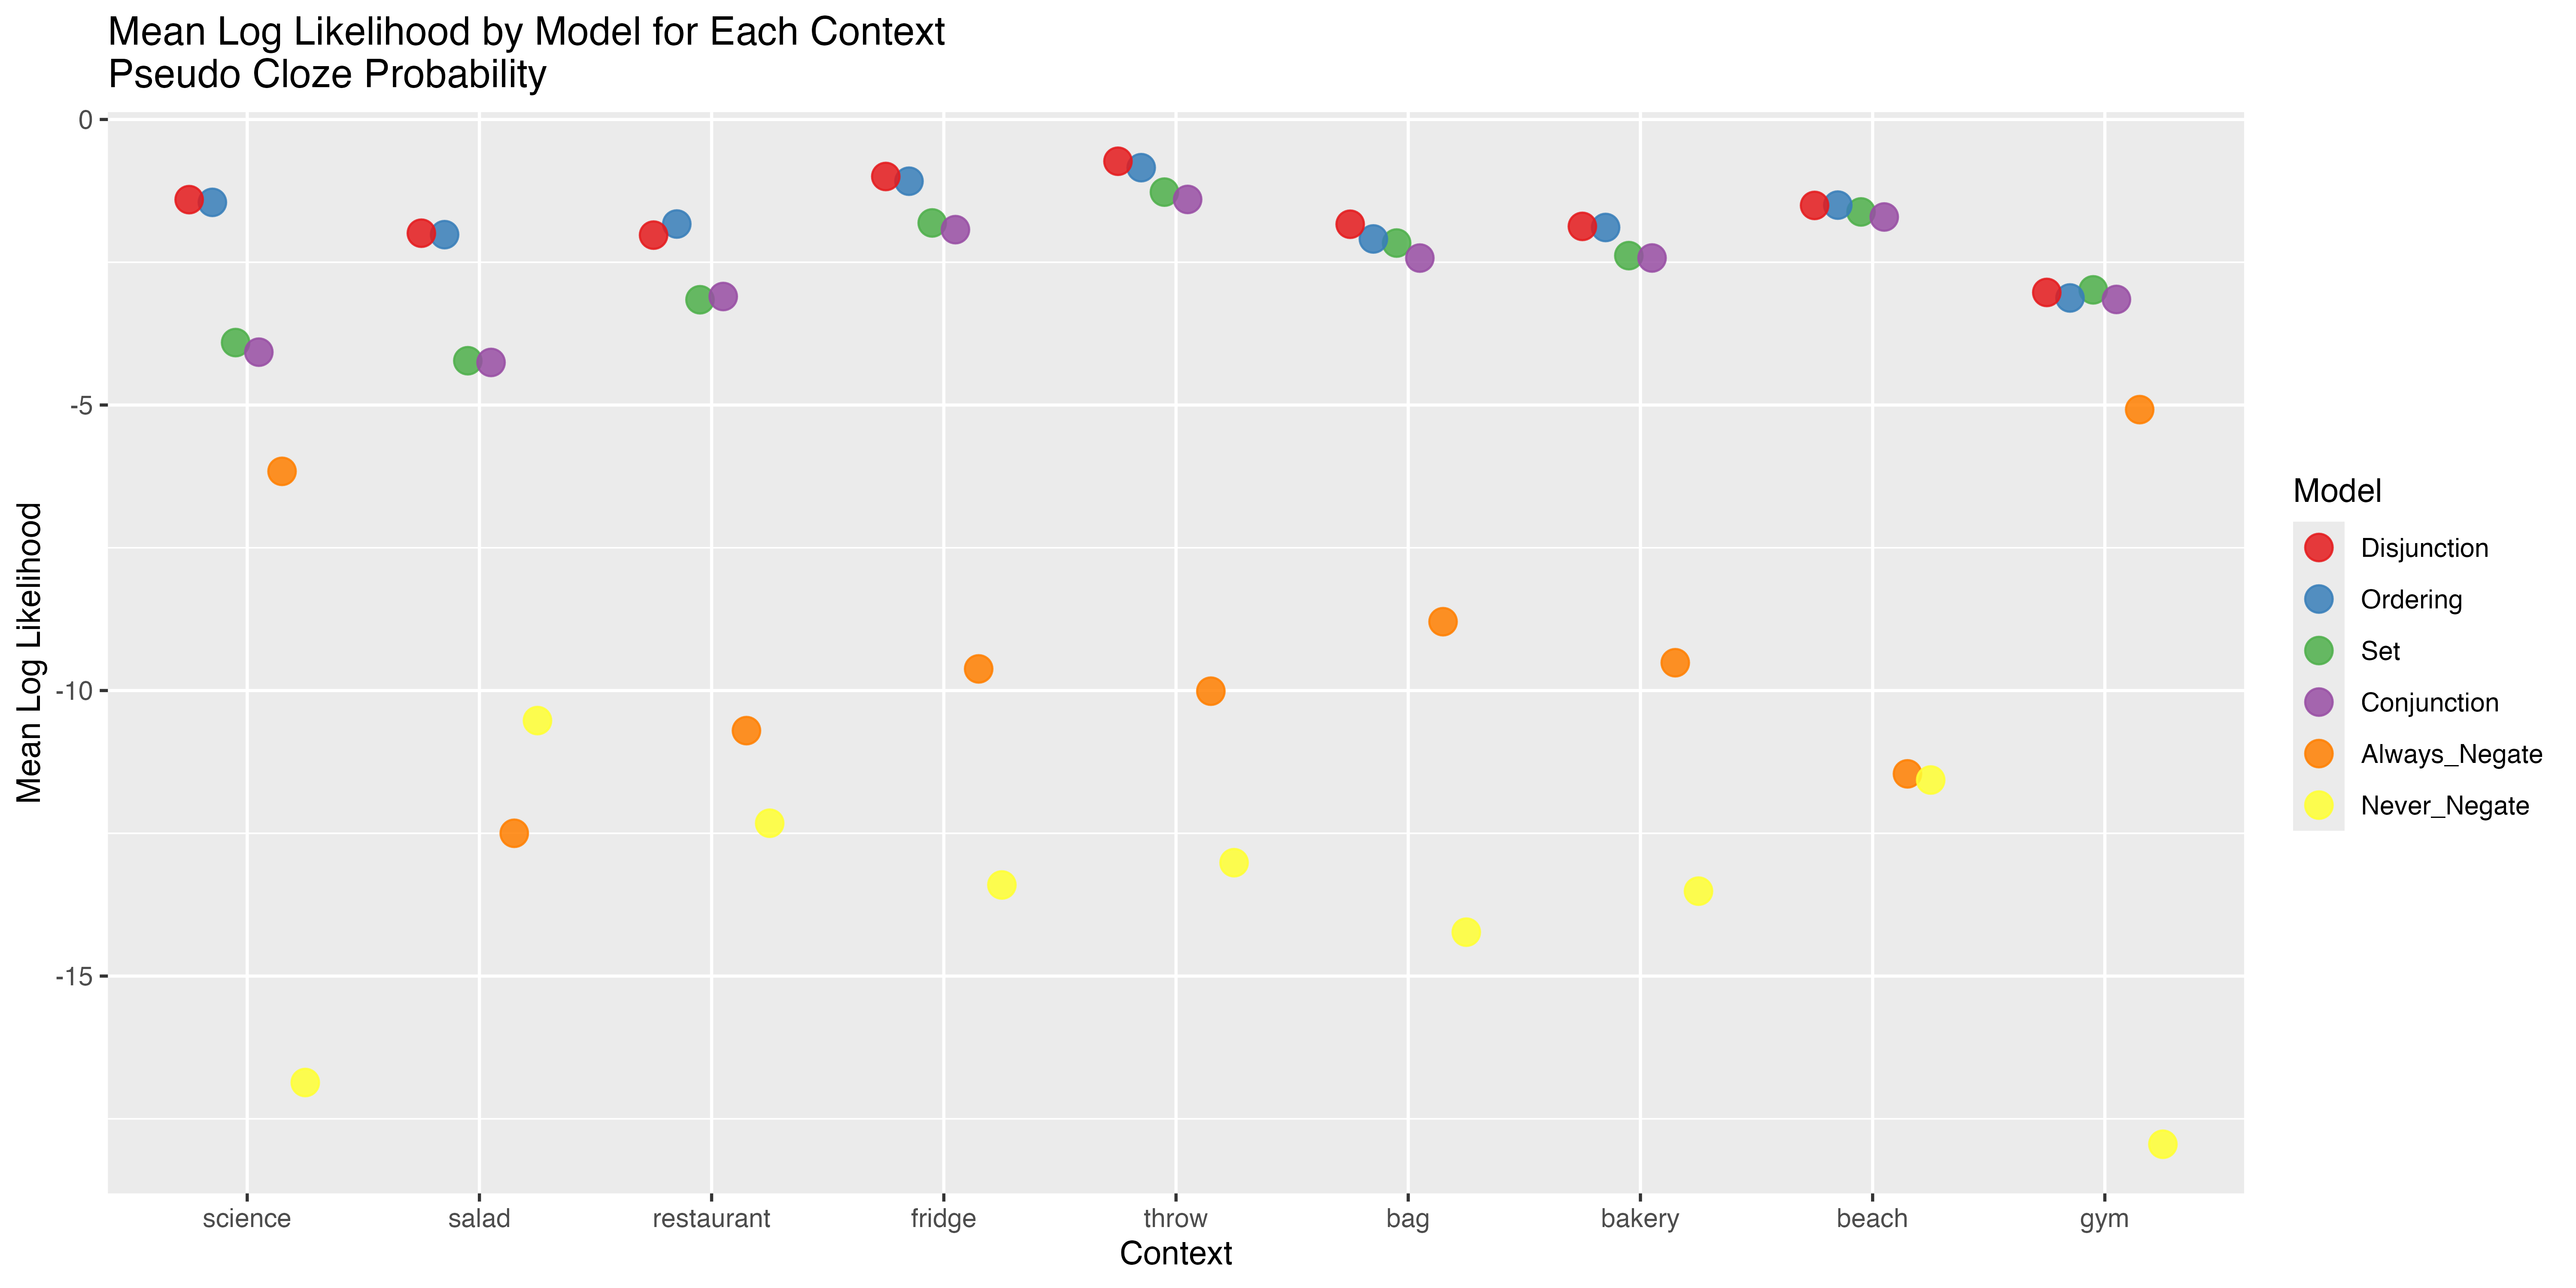 Mean Log Likelihood by Model for Each Context
Pseudo Cloze Probability
Mean Log Likelihood
0
-5
-10
-15
science
salad
restaurant
fridge
throw
bag
bakery
beach
gym
Context
Model
Disjunction
Ordering
Set
Conjunction
Always_Negate
Never_Negate